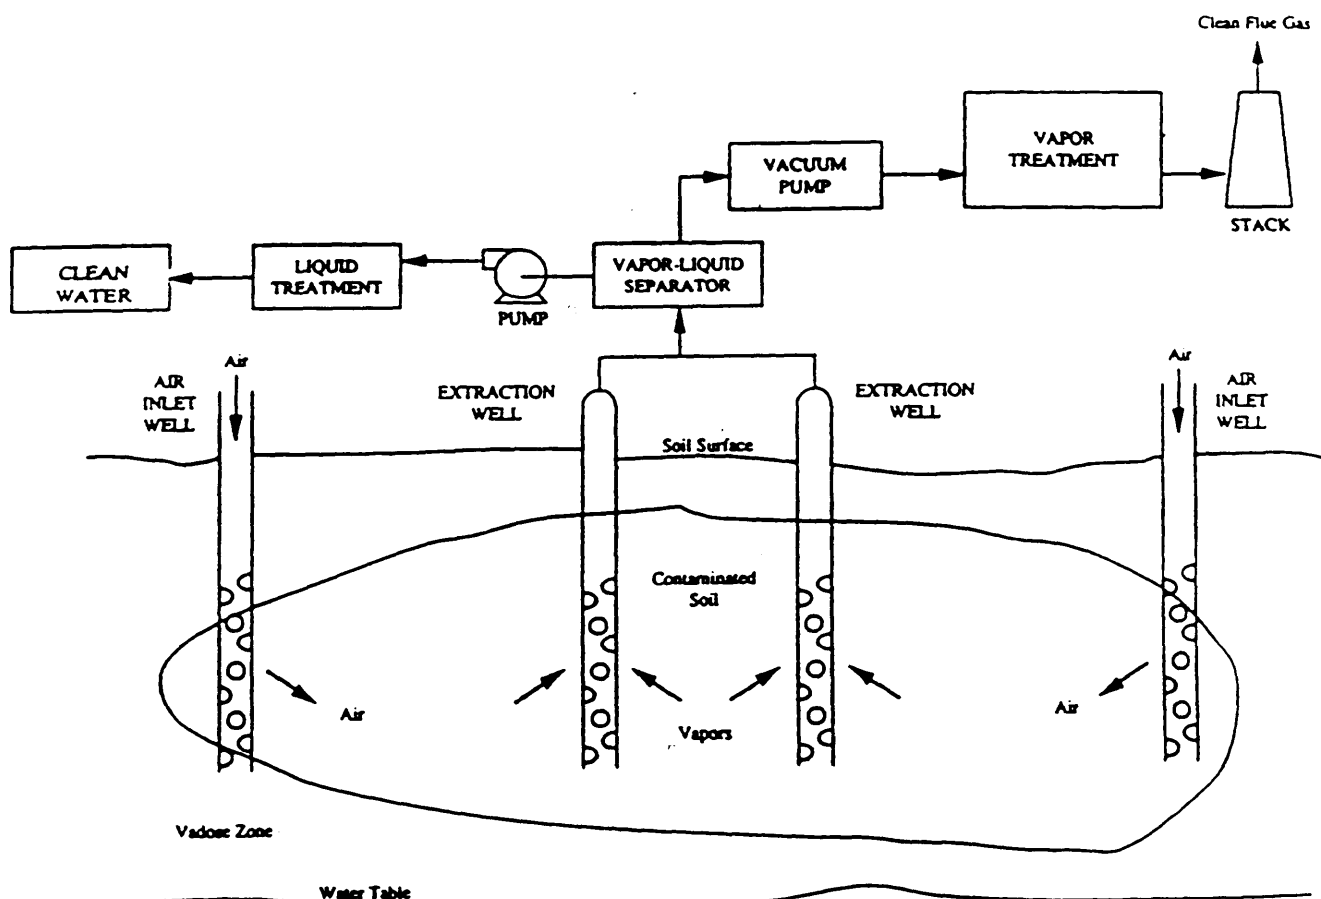 Clean Flue Gas
VAPOR
TREATMENT
VACUUM
PUMP
STACK
CLEAN
WATER
LIQUID
TREATMENT
PUMP
VAPOR-LIQUID
SEPARATOR
Air
AIR
INLET
WELL
EXTRACTION
WELL
EXTRACTION
WELL
Air
AIR
INLET
WELL
Soil Surface
Contaminated
Soil
Air
Vapors
Air
Vadose Zone
Water Table